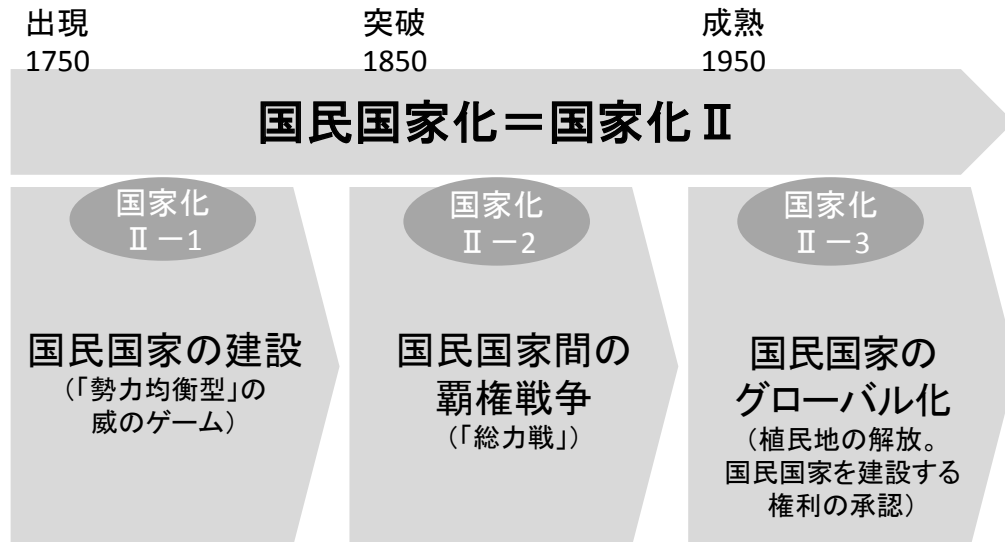 出現
1750
突破
1850
成熟
1950
国民国家化＝国家化Ⅱ
国家化
Ⅱ－1
国民国家の建設
（「勢力均衡型」の
威のゲーム）
国家化
Ⅱ－2
国民国家間の
覇権戦争
（「総力戦」）
国家化
Ⅱ－3
国民国家の
グローバル化
（植民地の解放。
国民国家を建設する
権利の承認）